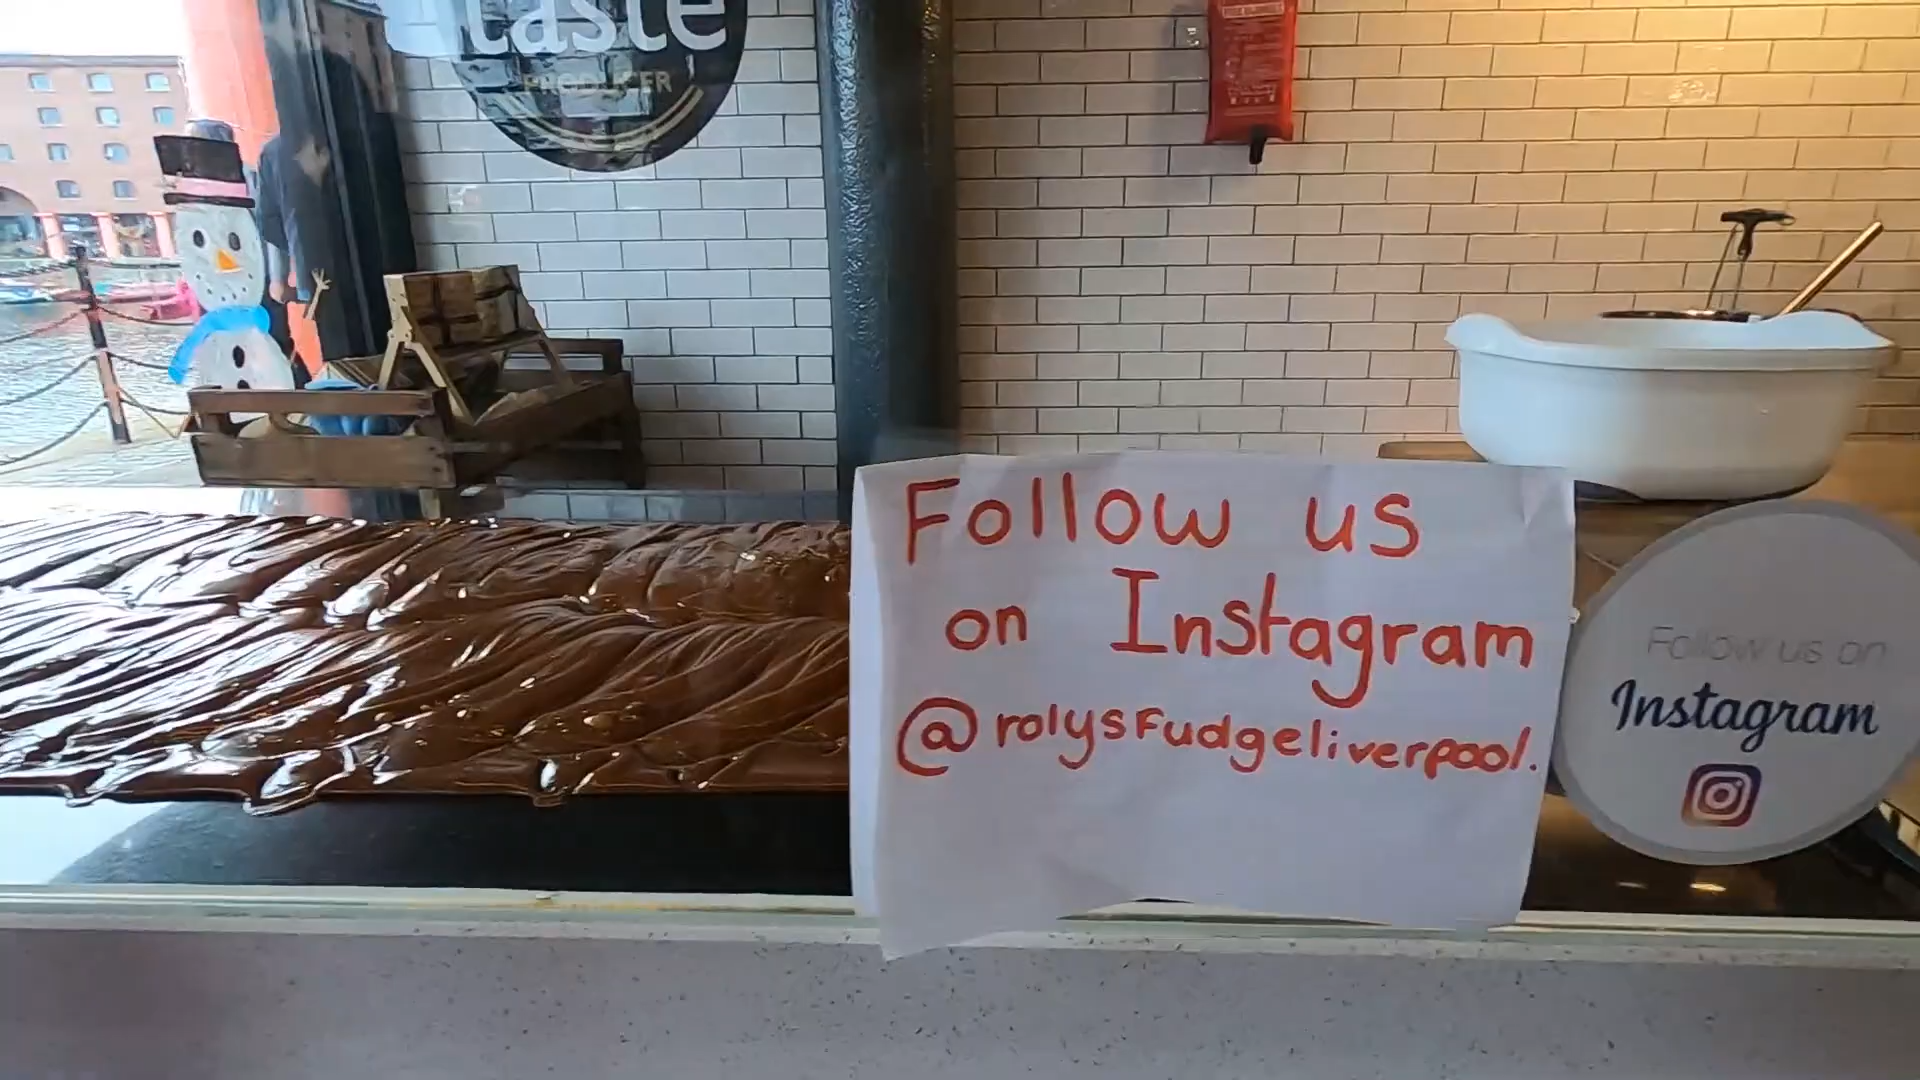 taste
PRODUCER
Follow us
on Instagram
@rolysfudgeliverpool.
Follow us on
Instagram